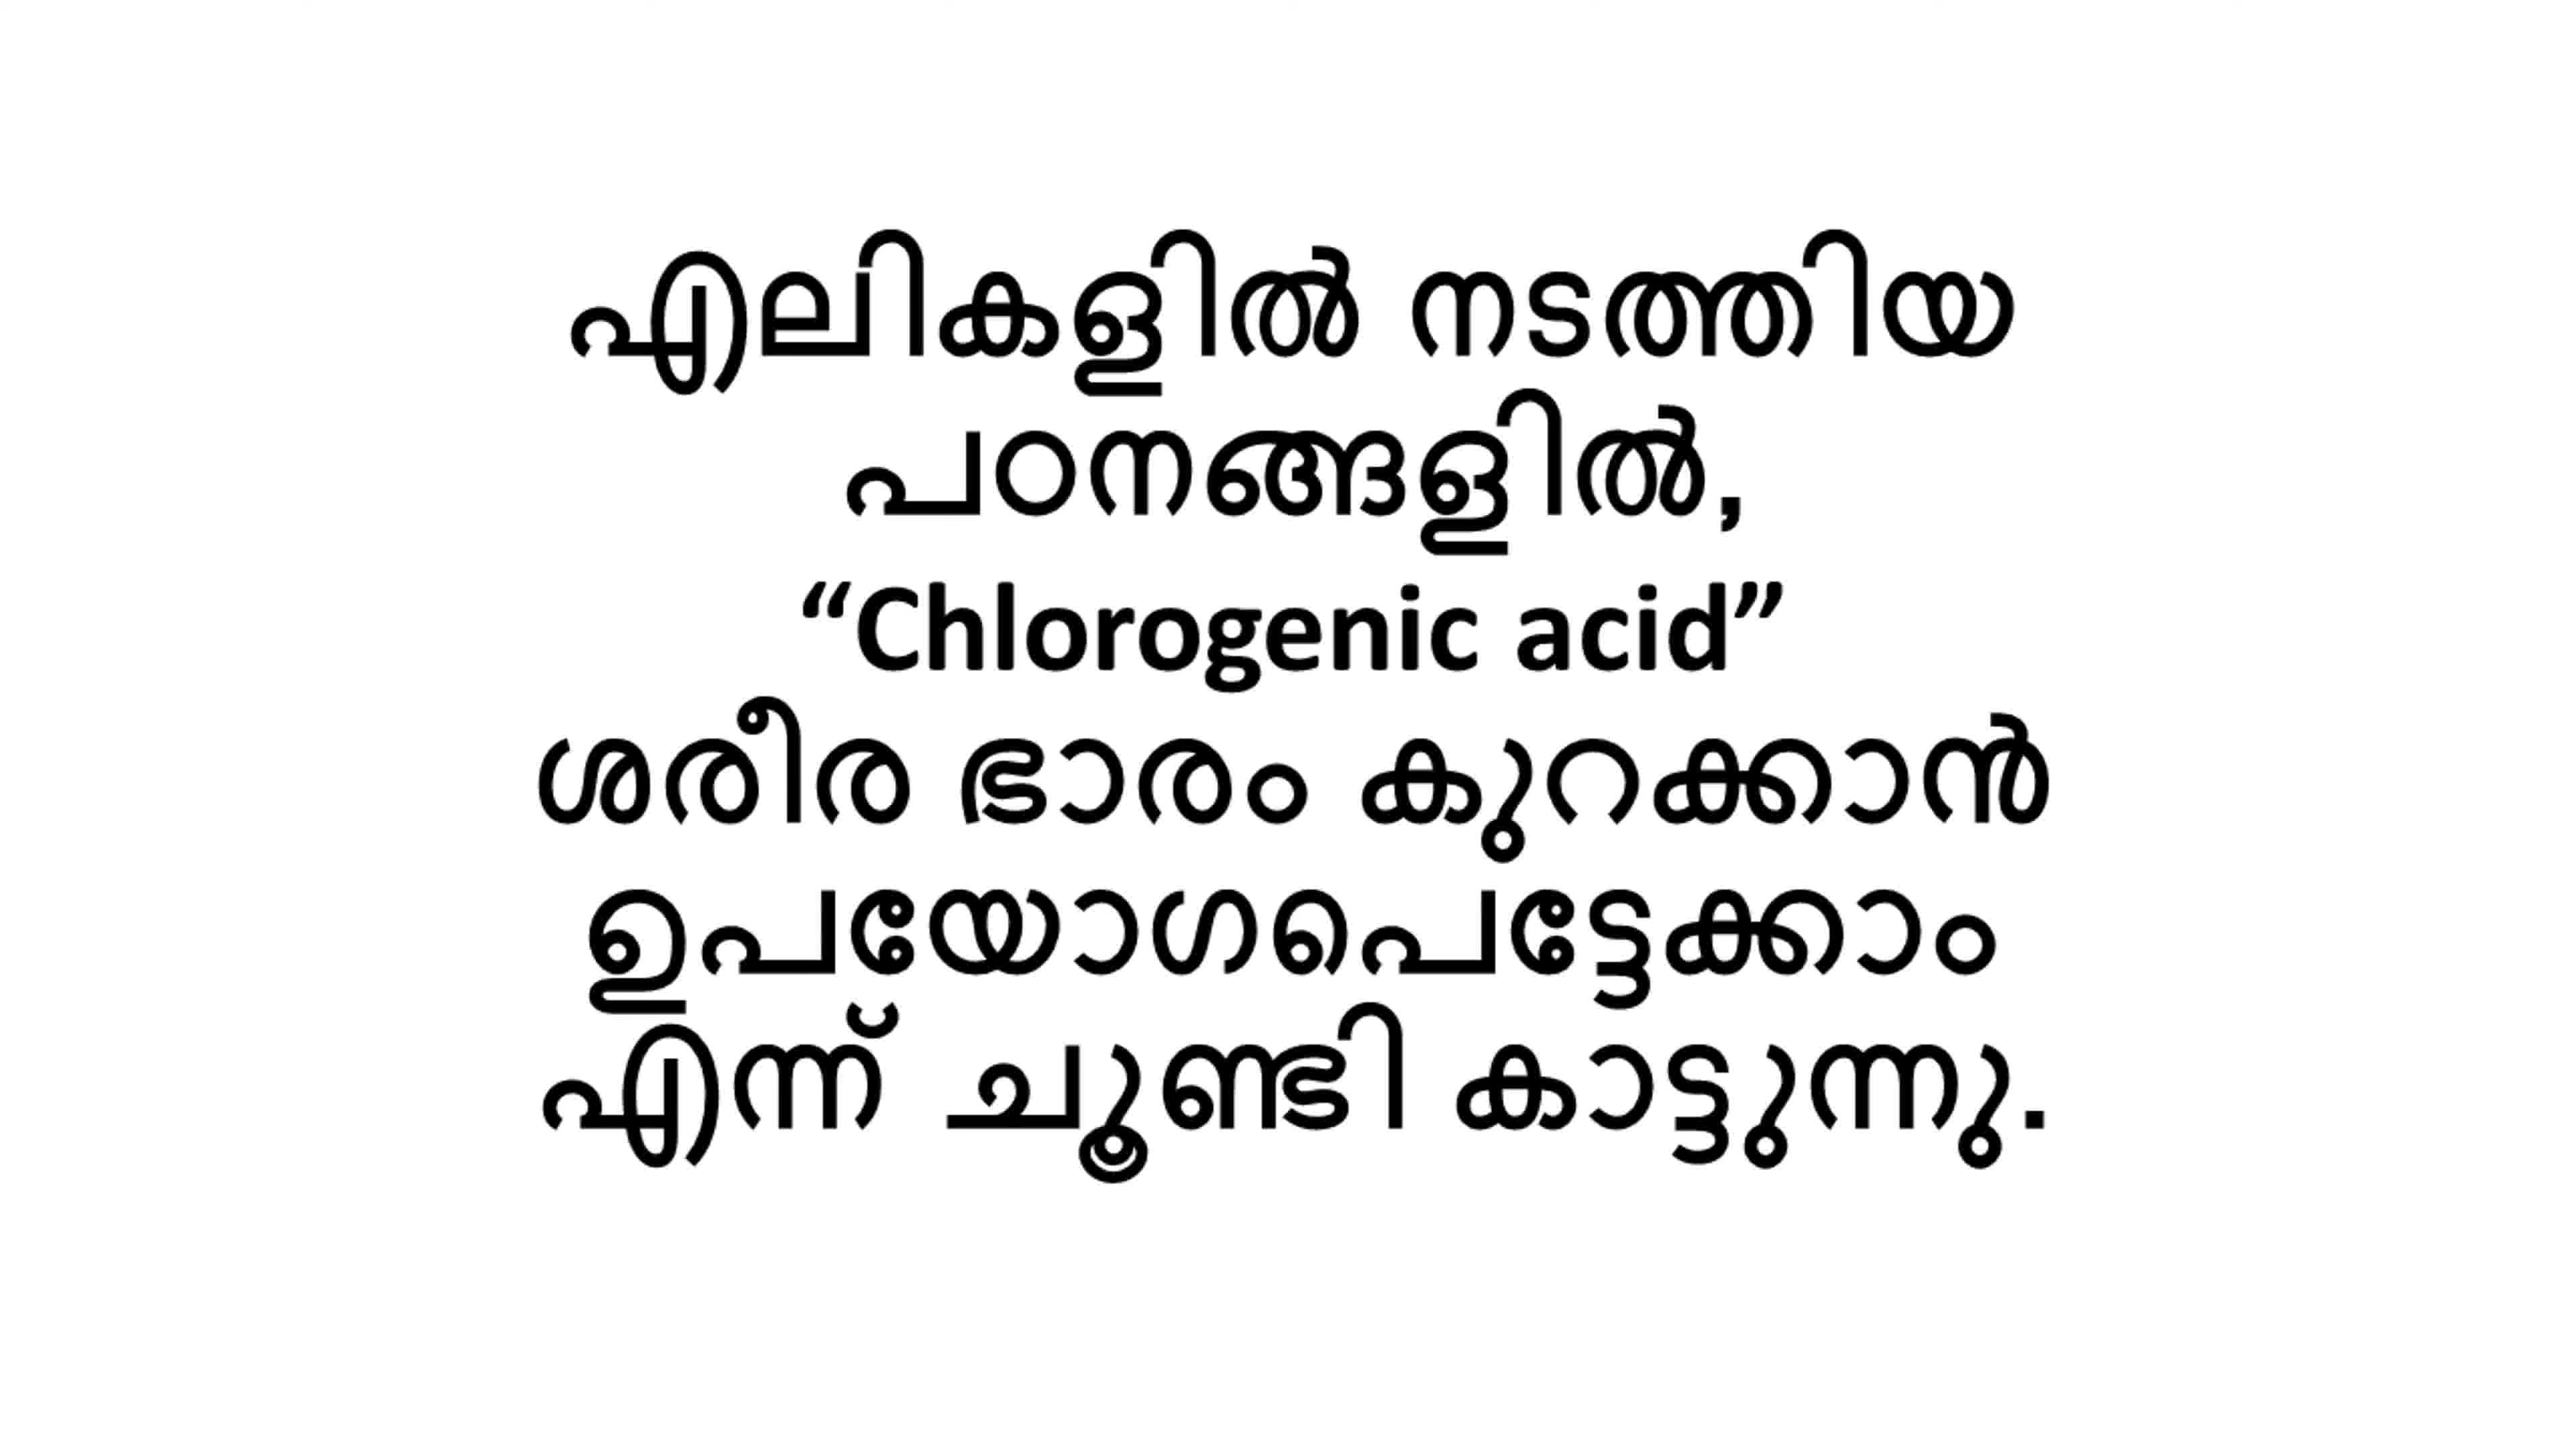 എലികളിൽ നടത്തിയ
പഠനങ്ങളിൽ,
“Chlorogenic acid”
ശരീര ഭാരം കുറക്കാൻ
ഉപയോഗപെട്ടേക്കാം
എന്ന് ചൂണ്ടി കാട്ടുന്നു.